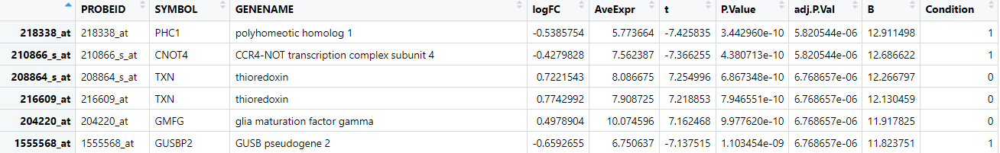 PROBEID SYMBOL GENENAME logFC AveExpr t P.Value adj.P.Val B Condition
218338_at 218338_at PHC1 polyhomeotic homolog 1 -0.5385754 5.773664 -7.425835 3.442960e-10 5.820544e-06 12.911498 1
210866_s_at 210866_s_at CNOT4 CCR4-NOT transcription complex subunit 4 -0.4279828 7.562387 -7.366255 4.380713e-10 5.820544e-06 12.686622 1
208864_s_at 208864_s_at TXN thioredoxin 0.7221543 8.086675 7.254996 6.867348e-10 6.768657e-06 12.266797 0
216609_at 216609_at TXN thioredoxin 0.7742992 7.908725 7.218853 7.946551e-10 6.768657e-06 12.130459 0
204220_at 204220_at GMFG glia maturation factor gamma 0.4978904 10.074596 7.162468 9.977620e-10 6.768657e-06 11.917825 0
1555568_at 1555568_at GUSBP2 GUSB pseudogene 2 -0.6592655 6.750637 -7.137515 1.103454e-09 6.768657e-06 11.823751 1